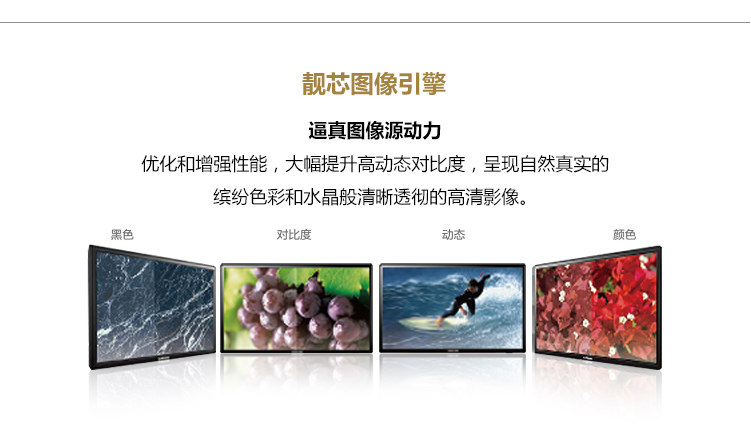 靓芯图像引擎
逼真图像源动力
优化和增强性能，大幅提升高动态对比度，呈现自然真实的
缤纷色彩和水晶般清晰透彻的高清影像。
黑色 对比度 动态 颜色